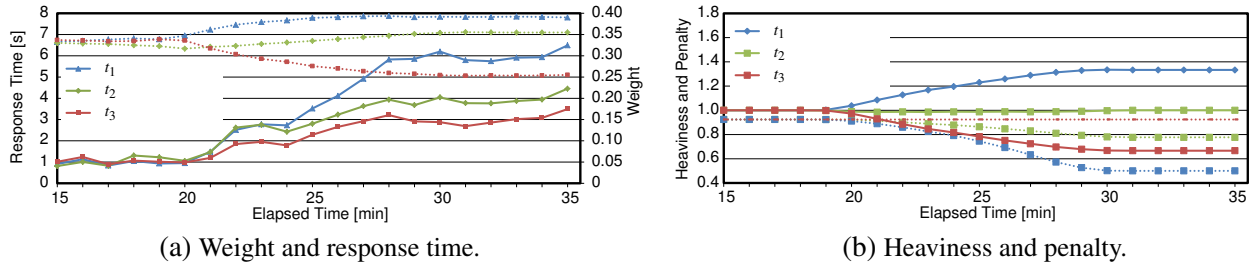 8
7
6
5
4
3
2
1
0
Response Time [s]
0.40
0.35
0.30
0.25
0.20
0.15
0.10
0.05
0
Weight
t1
t2
t3
15 20 25 30 35
Elapsed Time [min]
(a) Weight and response time.
1.8
1.6
1.4
1.2
1.0
0.8
0.6
0.4
Heaviness and Penalty
t1
t2
t3
15 20 25 30 35
Elapsed Time [min]
(b) Heaviness and penalty.